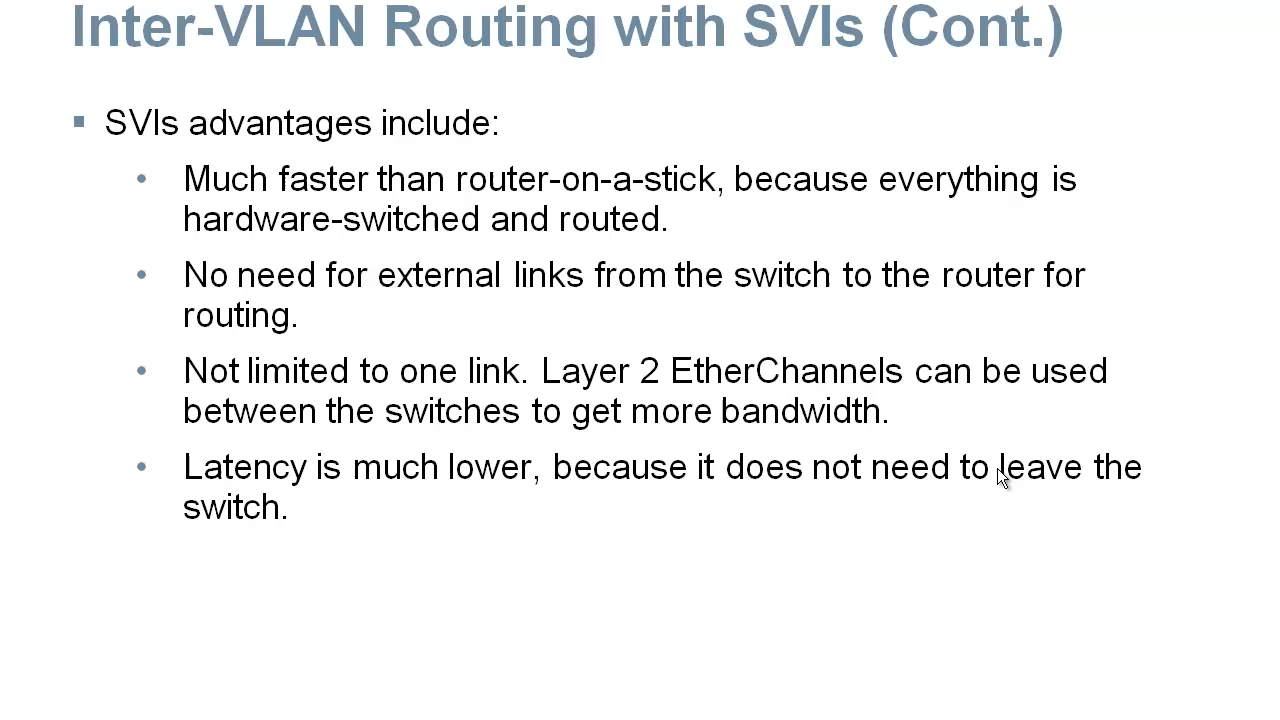 Inter-VLAN Routing with SVIs (Cont.)
▪ SVIs advantages include:
• Much faster than router-on-a-stick, because everything is
hardware-switched and routed.
• No need for external links from the switch to the router for
routing.
• Not limited to one link. Layer 2 EtherChannels can be used
between the switches to get more bandwidth.
• Latency is much lower, because it does not need to leave the
switch.